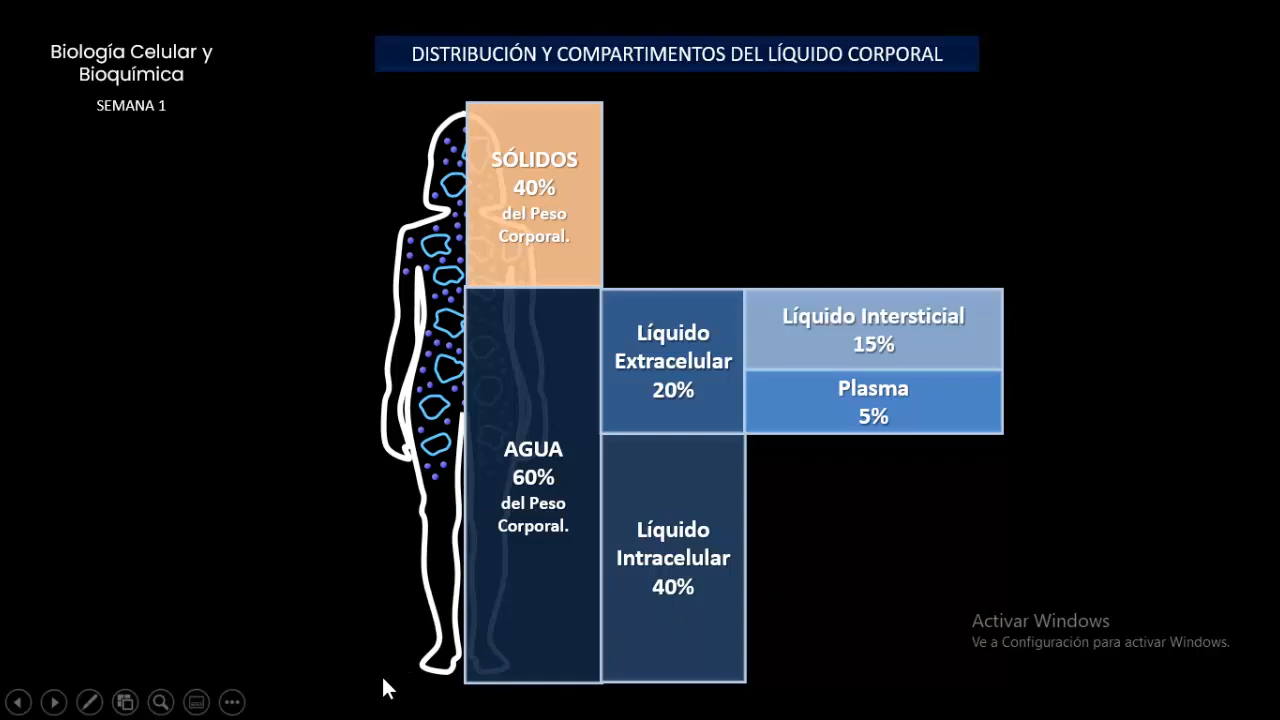 Biología Celular y
Bioquímica
SEMANA 1
DISTRIBUCIÓN Y COMPARTIMENTOS DEL LÍQUIDO CORPORAL
SÓLIDOS
40%
del Peso
Corporal.
AGUA
60%
del Peso
Corporal.
Líquido
Extracelular
20%
Líquido Intersticial
15%
Plasma
5%
Líquido
Intracelular
40%
Activar Windows
Ve a Configuración para activar Windows.